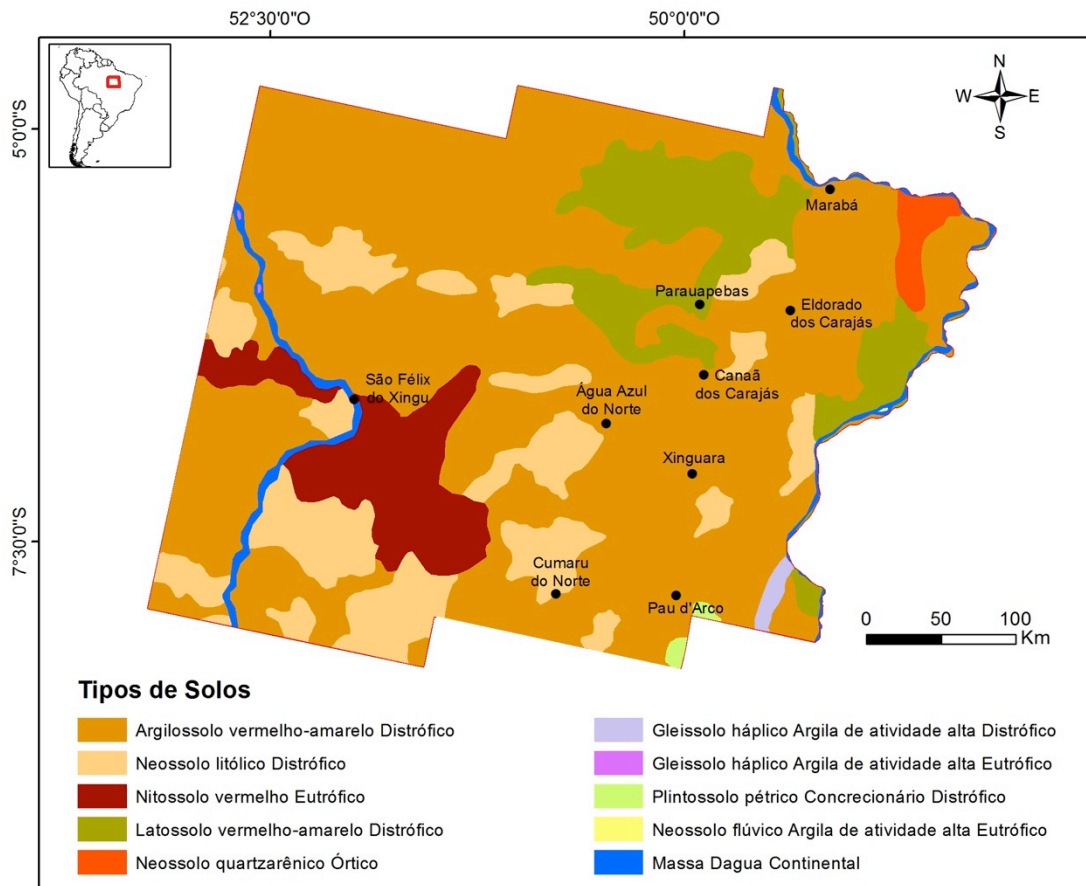 52°30'0"O
50°0'0"O
5°0'0"S
7°30'0"S
N
W
E
S
Marabá
Parauapebas
Eldorado
dos Carajás
São Félix
do Xingu
Canaã
dos Carajás
Água Azul
do Norte
Xinguara
Cumaru
do Norte
Pau d'Arco
0
50
100
Km
Tipos de Solos
Argilossolo vermelho-amarelo Distrófico
Neossolo litólico Distrófico
Nitossolo vermelho Eutrófico
Latossolo vermelho-amarelo Distrófico
Neossolo quartzarênico Órtico
Gleissolo háplico Argila de atividade alta Distrófico
Gleissolo háplico Argila de atividade alta Eutrófico
Plintossolo pétrico Concrecionário Distrófico
Neossolo flúvico Argila de atividade alta Eutrófico
Massa Dagua Continental